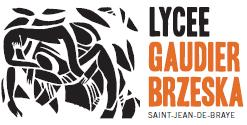 LYCEE
GAUDIER
BRZESKA
SAINT-JEAN-DE-BRAYE